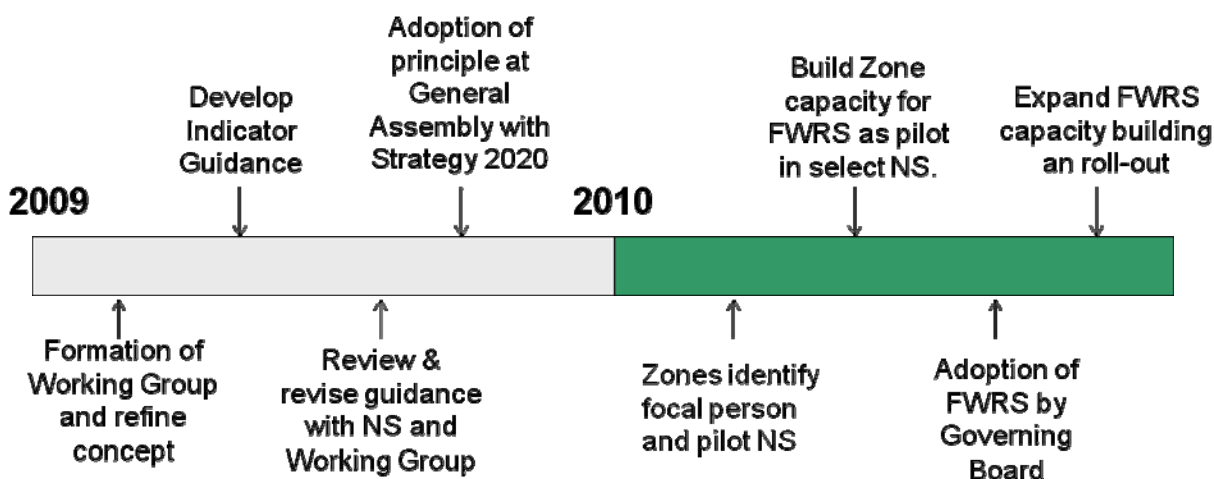 2009
Formation of
Working Group
and refine
concept
Develop
Indicator
Guidance
Review &
revise guidance
with NS and
Working Group
Adoption of
principle at
General
Assembly with
Strategy 2020
2010
Zones identify
focal person
and pilot NS
Build Zone
capacity for
FWRS as pilot
in select NS.
Adoption of
FWRS by
Governing
Board
Expand FWRS
capacity building
an roll-out